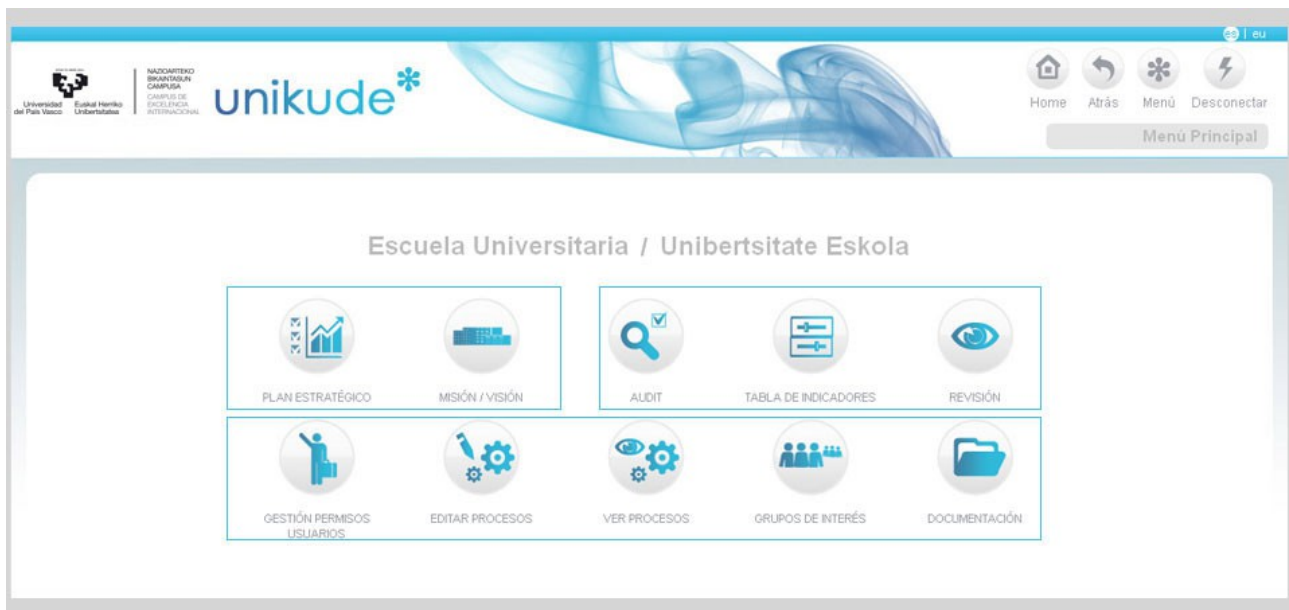 es | eu
Universidad
del País Vasco
Euskal Herriko
Unibertsitatea
NAZIOARTEKO
BIKAINTASUN
CAMPUSA
CAMPUS DE
EXCELENCIA
INTERNACIONAL
unikude*
Home Atrás Menú Desconectar
Menú Principal
Escuela Universitaria / Unibertsitate Eskola
PLAN ESTRATÉGICO MISIÓN / VISIÓN AUDIT TABLA DE INDICADORES REVISIÓN
GESTIÓN PERMISOS
USUARIOS
EDITAR PROCESOS VER PROCESOS GRUPOS DE INTERÉS DOCUMENTACIÓN